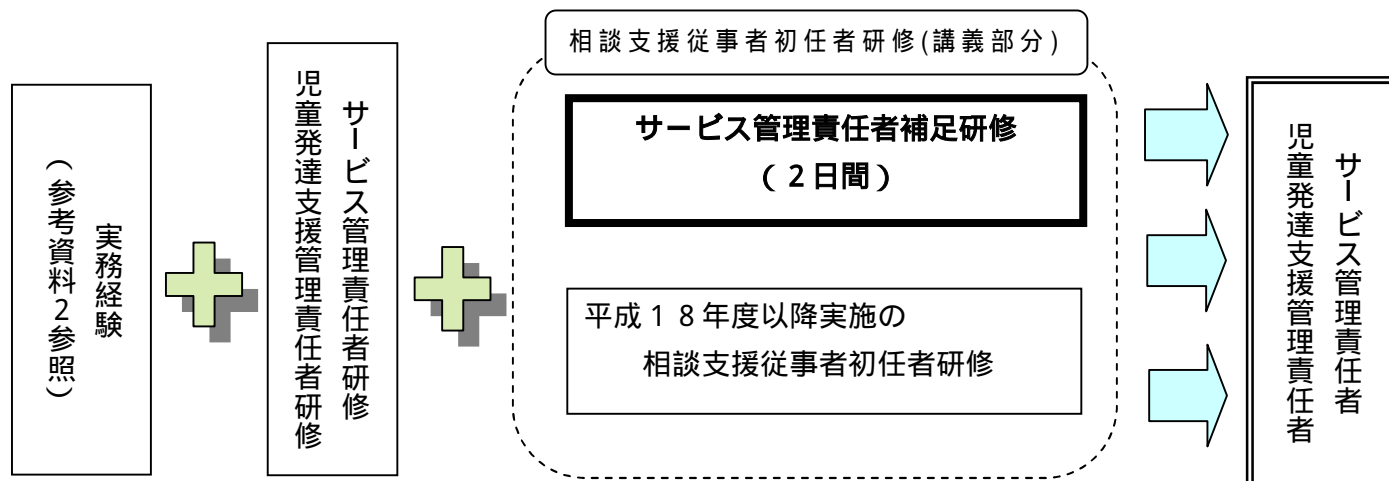 実務経験
（参考資料2参照）
サービス管理責任者研修
児童発達支援管理責任者研修
相談支援従事者初任者研修(講義部分)
サービス管理責任者補足研修
（２日間）
平成１８年度以降実施の
相談支援従事者初任者研修
サービス管理責任者
児童発達支援管理責任者